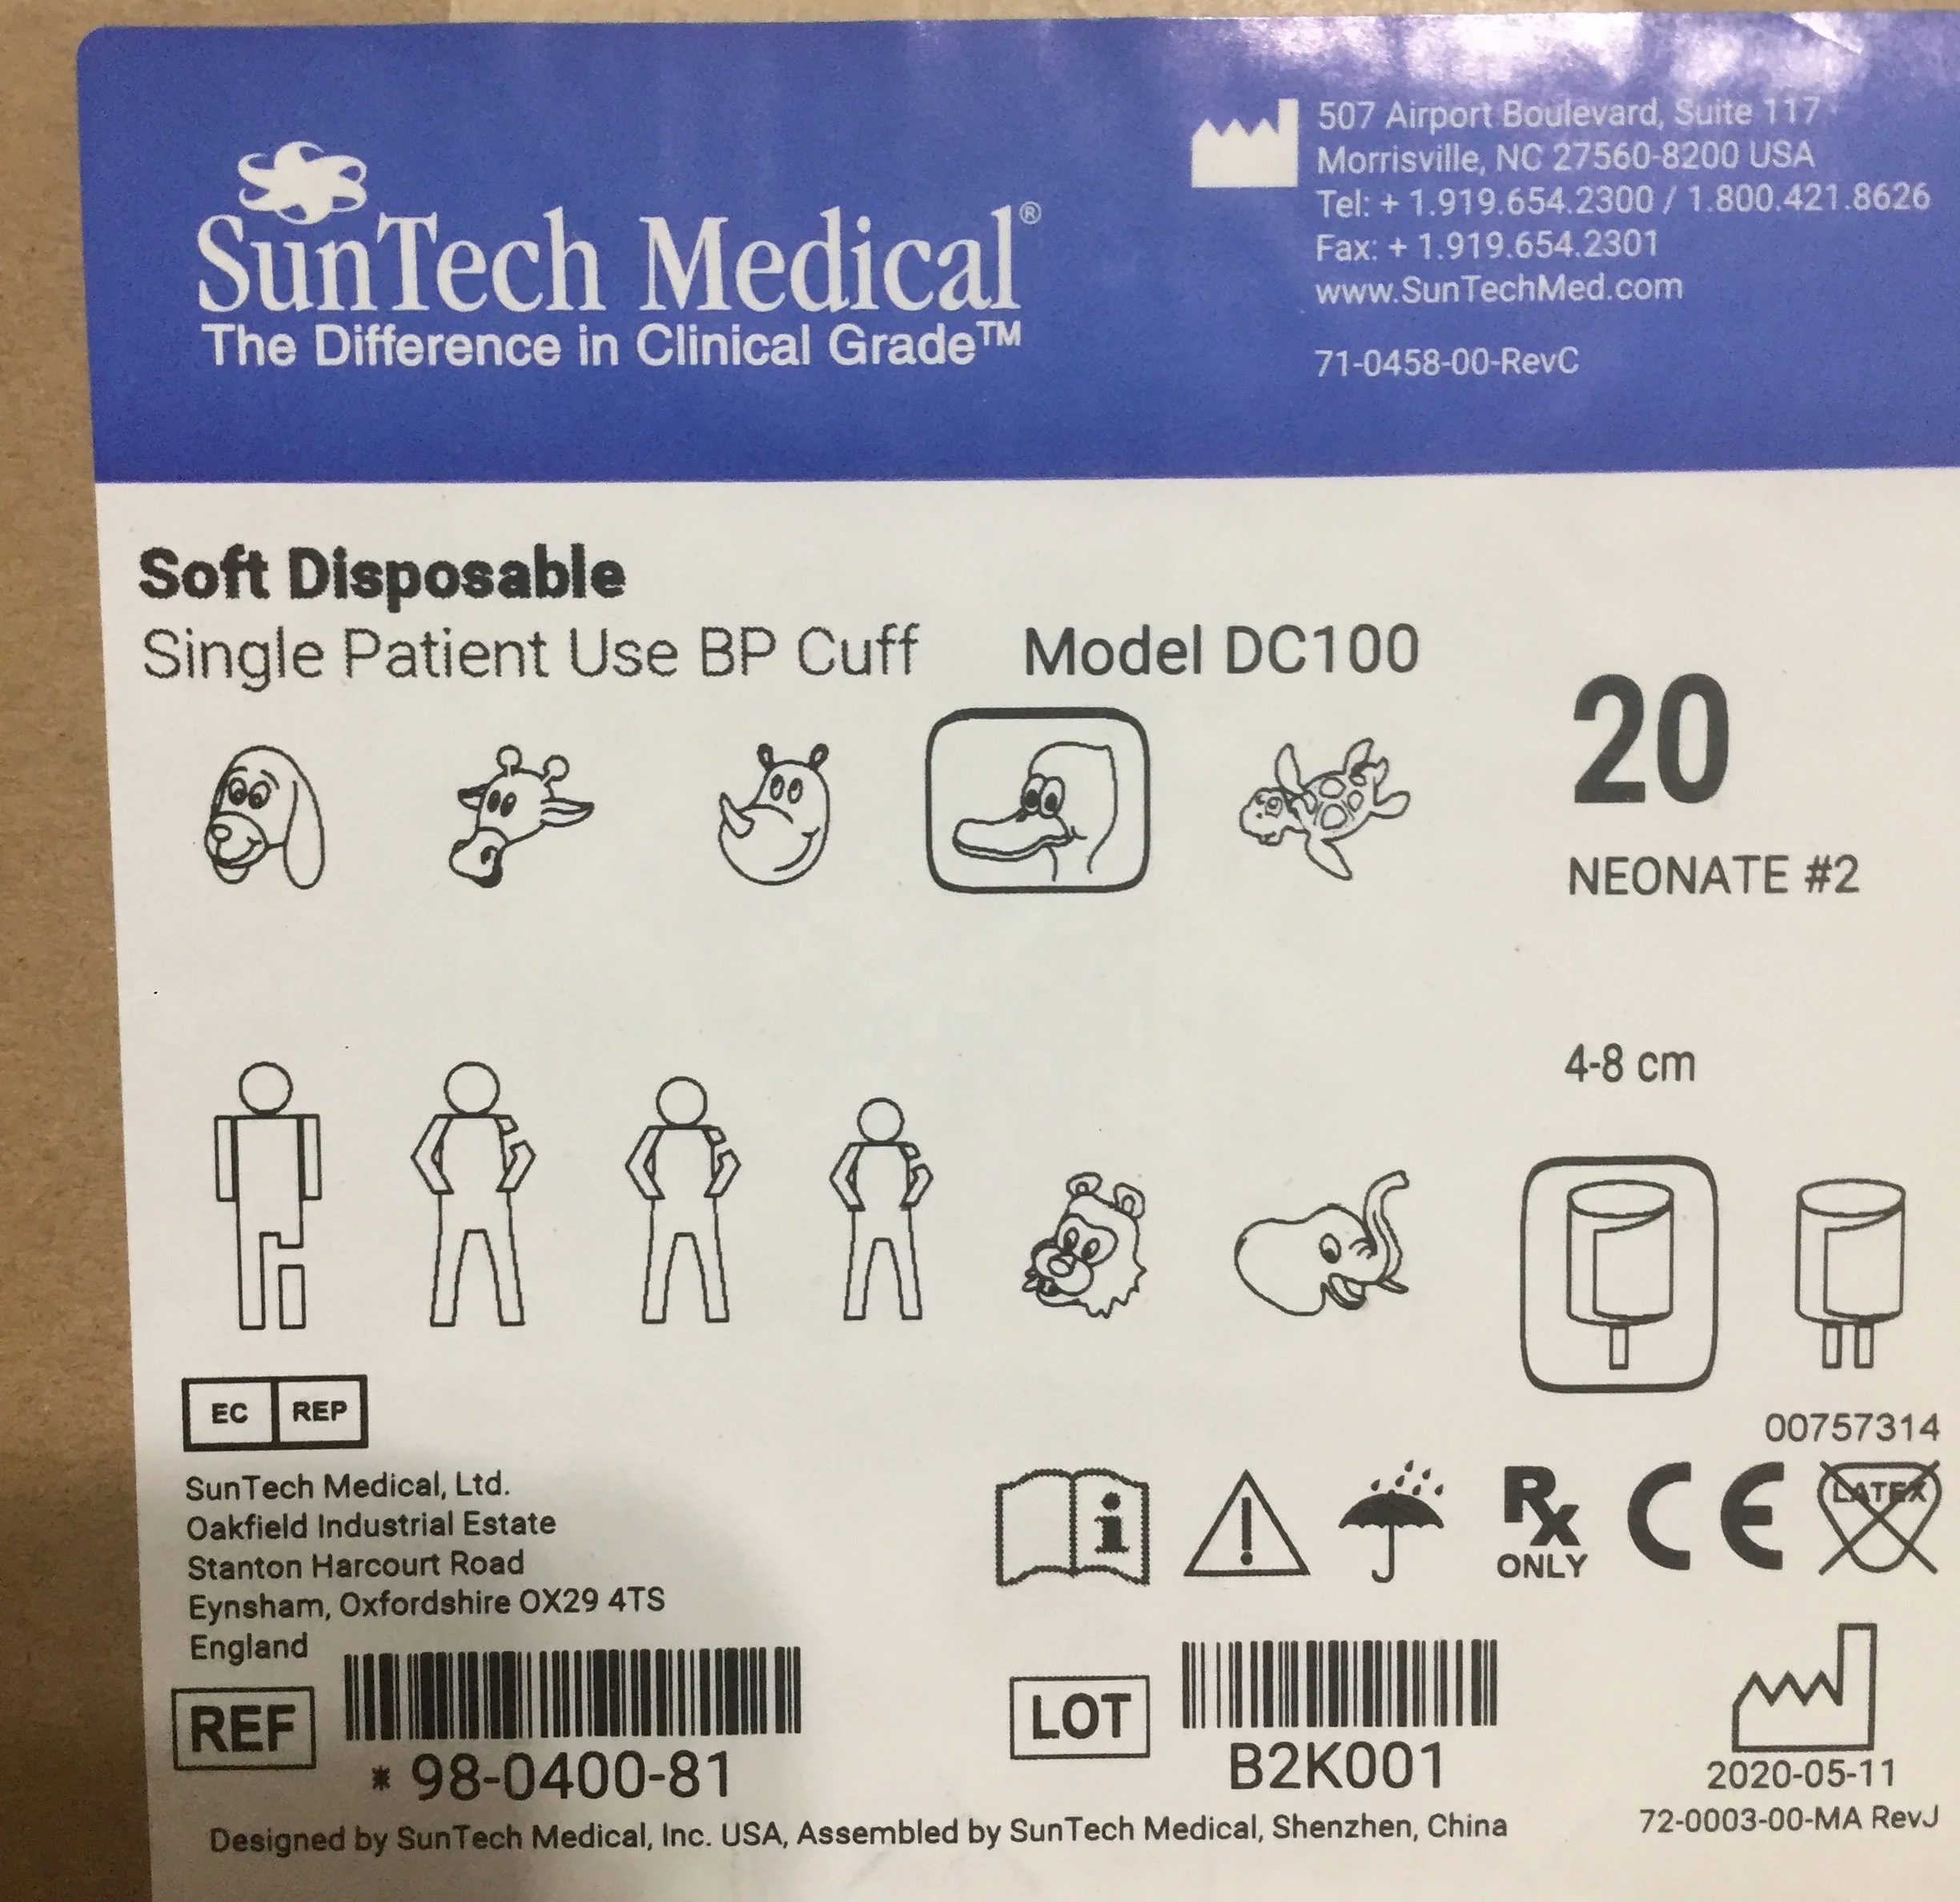 507 Airport Boulevard, Suite 117
Morrisville, NC 27560-8200 USA
Tel: + 1.919.654.2300 / 1.800.421.8626
Fax: + 1.919.654.2301
www.SunTechMed.com
71-0458-00-RevC
SunTech Medical®
The Difference in Clinical Grade™
Soft Disposable
Single Patient Use BP Cuff Model DC100
20
NEONATE #2
4-8 cm
EC REP
00757314
SunTech Medical, Ltd.
Oakfield Industrial Estate
Stanton Harcourt Road
Eynsham, Oxfordshire OX29 4TS
England
i
!
Rx
ONLY
CE
LATEX
REF
* 98-0400-81
LOT
B2K001
2020-05-11
72-0003-00-MA RevJ
Designed by SunTech Medical, Inc. USA, Assembled by SunTech Medical, Shenzhen, China